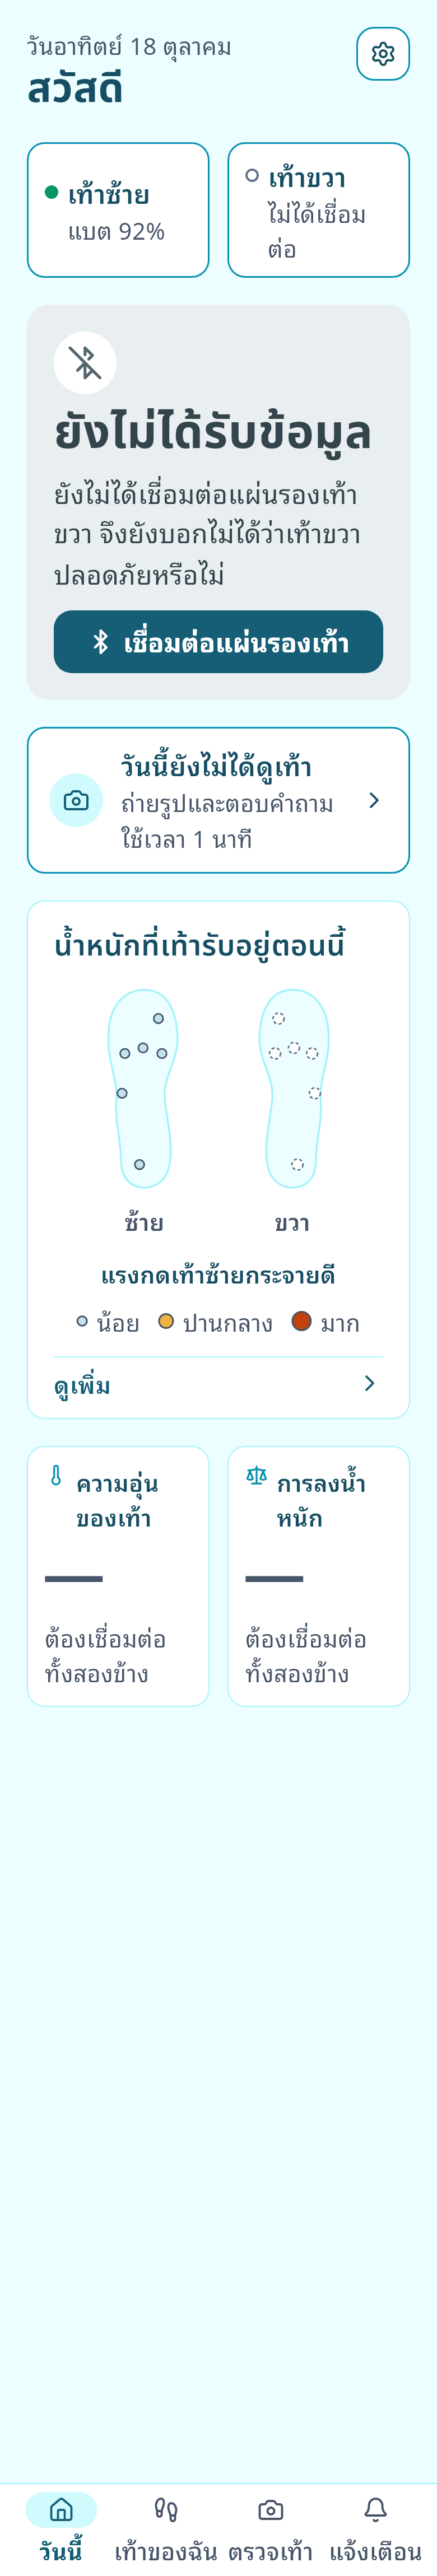 วันอาทิตย์ 18 ตุลาคม
สวัสดี
เท้าซ้าย
แบต 92%
เท้าขวา
ไม่ได้เชื่อม
ต่อ
ยังไม่ได้รับข้อมูล
ยังไม่ได้เชื่อมต่อแผ่นรองเท้า
ขวา จึงยังบอกไม่ได้ว่าเท้าขวา
ปลอดภัยหรือไม่
เชื่อมต่อแผ่นรองเท้า
วันนี้ยังไม่ได้ดูเท้า
ถ่ายรูปและตอบคำถาม
ใช้เวลา 1 นาที
น้ำหนักที่เท้ารับอยู่ตอนนี้
ซ้าย
ขวา
แรงกดเท้าซ้ายกระจายดี
น้อย
ปานกลาง
มาก
ดูเพิ่ม
ความอุ่น
ของเท้า
—
ต้องเชื่อมต่อ
ทั้งสองข้าง
การลงน้ำ
หนัก
—
ต้องเชื่อมต่อ
ทั้งสองข้าง
วันนี้
เท้าของฉัน
ตรวจเท้า
แจ้งเตือน